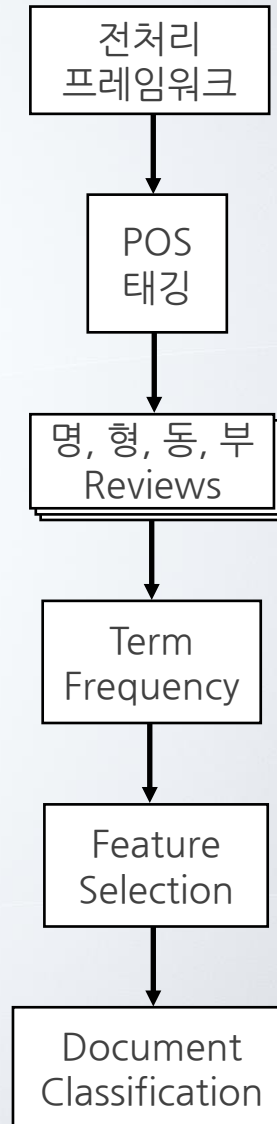 전처리
프레임워크
POS
태깅
명, 형, 동, 부
Reviews
Term
Frequency
Feature
Selection
Document
Classification